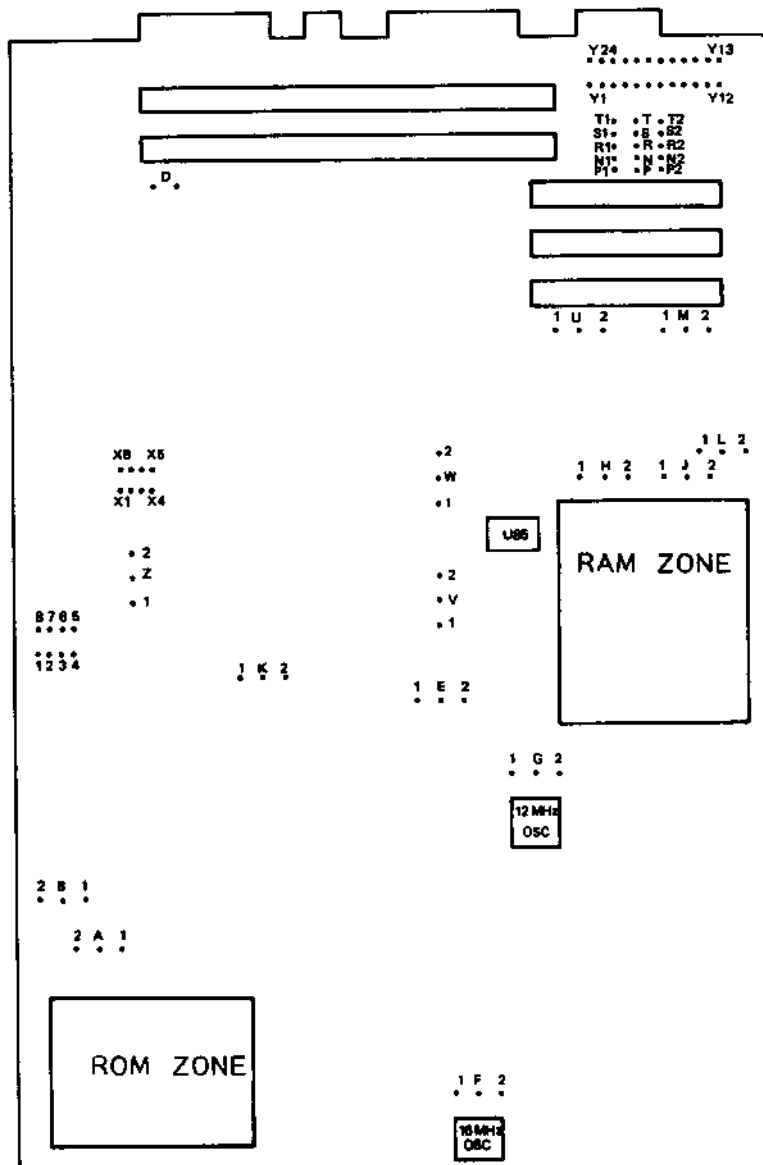 Y24 Y13
Y1 Y12
T1 T T2
S1 S S2
R1 R R2
N1 N N2
P1 P P2
D
1 U 2 1 M 2
1 L 2
X8 X5 2 1 H 2 1 J 2
W
X1 X4 1
U85
RAM ZONE
2 2
Z V
1 1
8765
1234
1 K 2
1 E 2
1 G 2
12 MHz
OSC
2 B 1
2 A 1
ROM ZONE
1 F 2
16 MHz
OSC